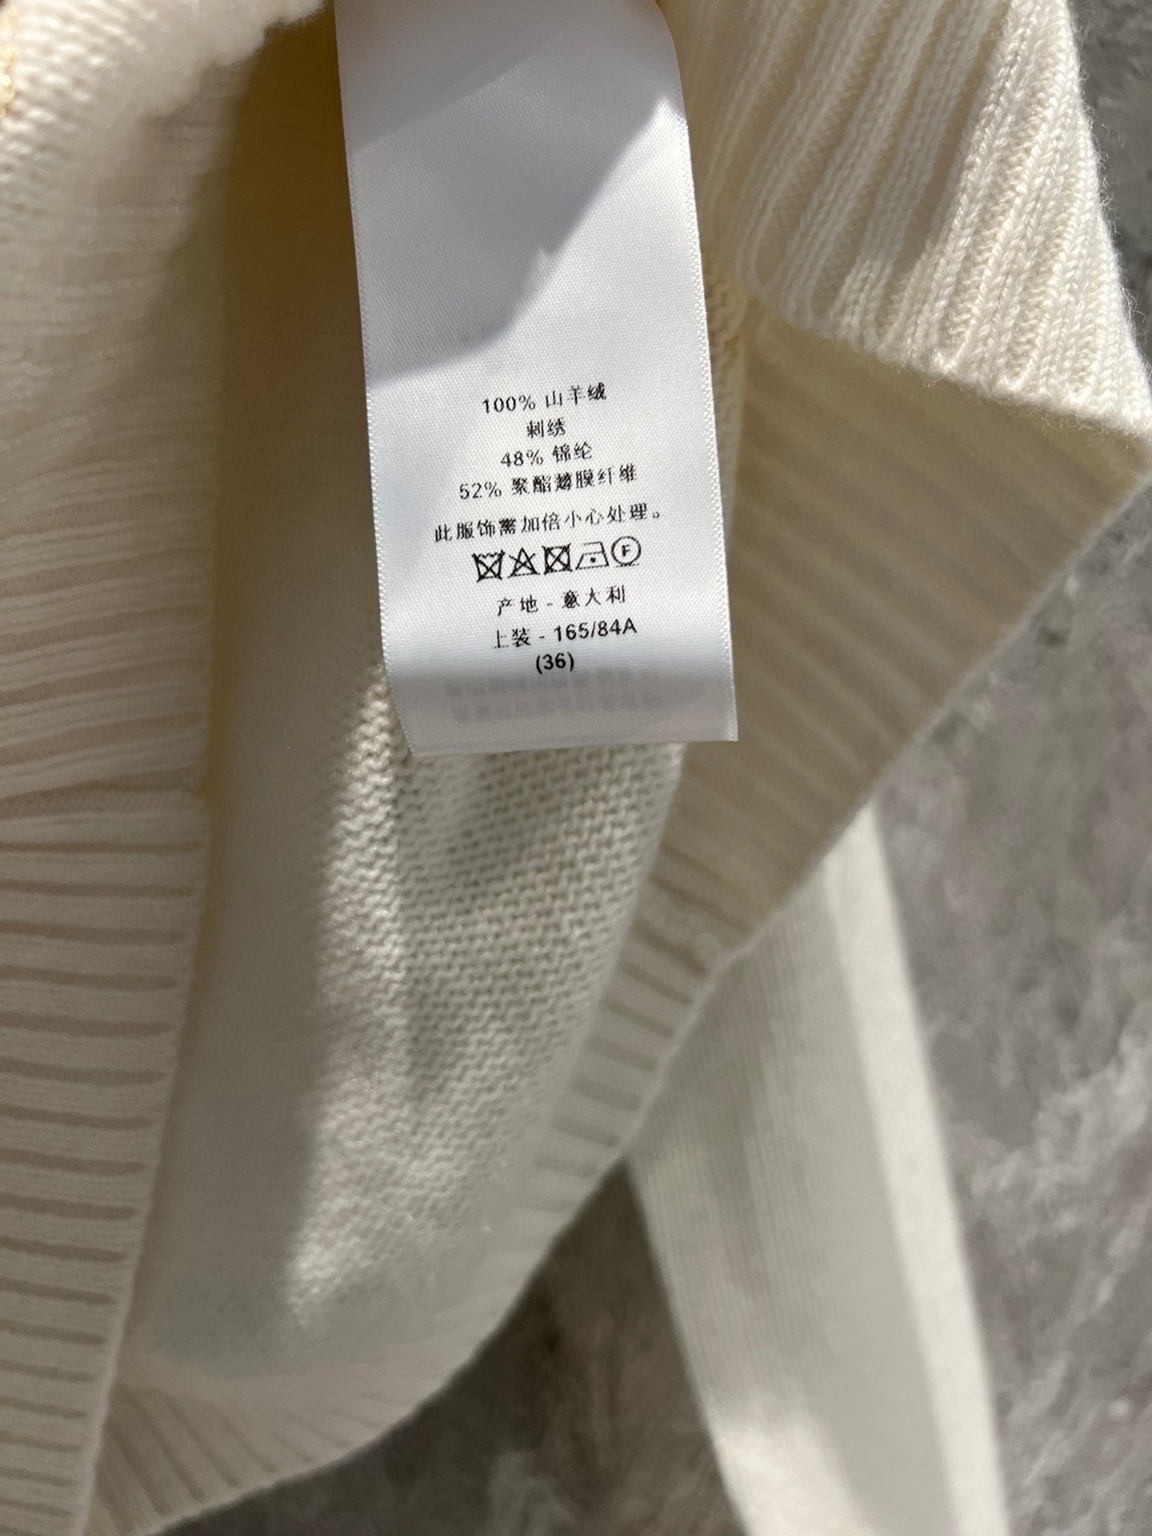 100% 山羊绒
刺绣
48% 锦纶
52% 聚酯薄膜纤维
此服饰需加倍小心处理。
F
产地 - 意大利
上装 - 165/84A
(36)